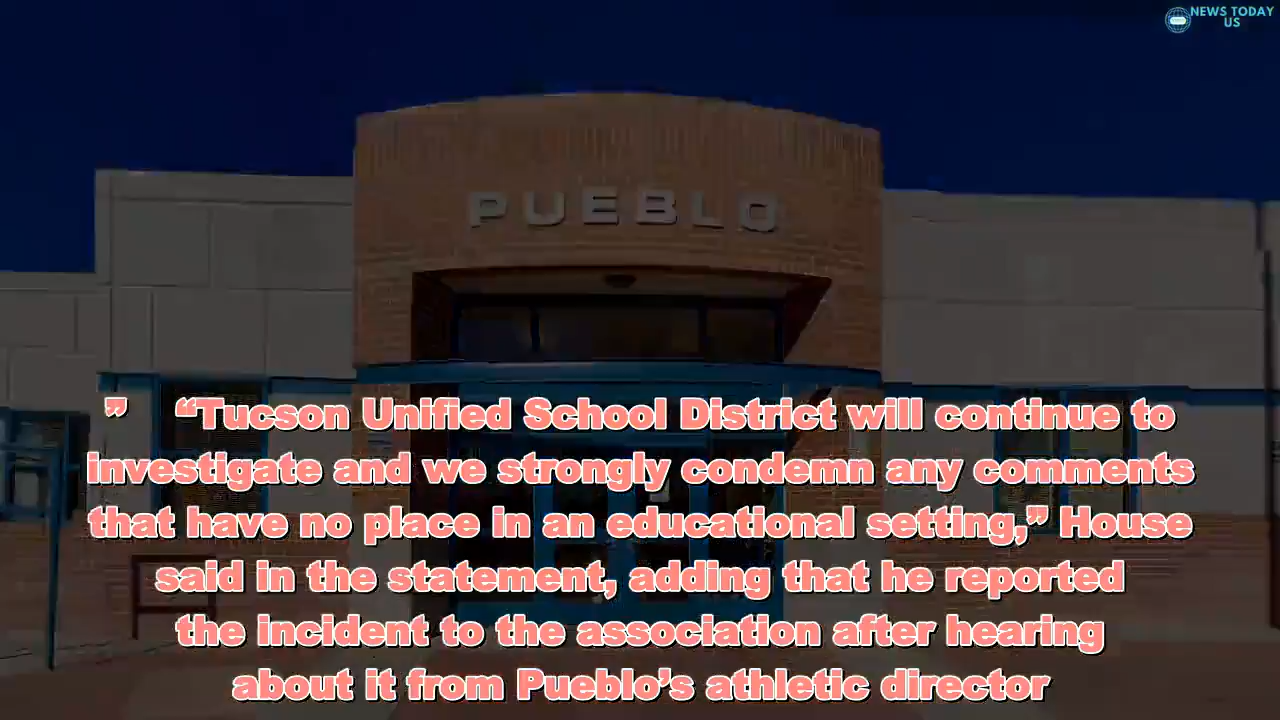 NEWS TODAY
US
PUEBLO
” “Tucson Unified School District will continue to
investigate and we strongly condemn any comments
that have no place in an educational setting,” House
said in the statement, adding that he reported
the incident to the association after hearing
about it from Pueblo’s athletic director